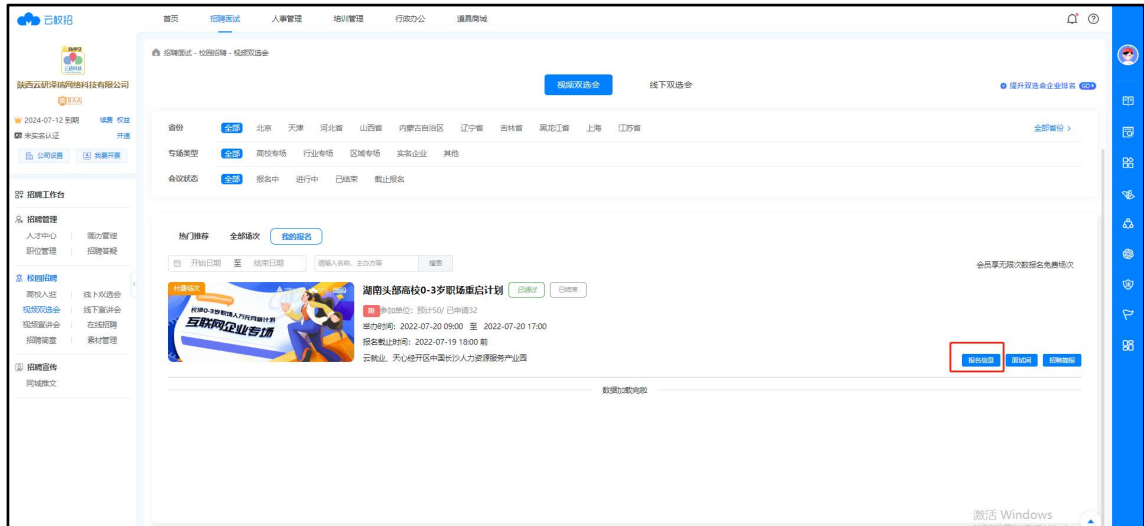 云校招
首页 招聘面试 人事管理 培训管理 行政办公 道具商城
招聘面试 - 校园招聘 - 视频双选会
陕西云研泽瑞网络科技有限公司
2024-07-12 到期 续费 权益
未实名认证 开通
公司设置 我要开票
招聘工作台
招聘管理
人才中心 简历管理
职位管理 招聘答疑
校园招聘
高校入驻 线下双选会
视频双选会 线下宣讲会
视频宣讲会 在线招聘
招聘简章 素材管理
招聘宣传
同城推文
视频双选会 线下双选会
提升双选会企业排名 GO
省份 全部 北京 天津 河北省 山西省 内蒙古自治区 辽宁省 吉林省 黑龙江省 上海 江苏省 全部省份 >
专场类型 全部 高校专场 行业专场 区域专场 实名企业 其他
会议状态 全部 报名中 进行中 已结束 截止报名
热门推荐 全部场次 我的报名
开始日期 至 结束日期 请输入名称、主办方等 搜索
会员享无限次数报名免费场次
付费场次
互联网企业专场
湖南头部高校0-3岁职场重启计划 已通过 已结束
限 参加单位: 预计50/ 已申请32
举办时间: 2022-07-20 09:00 至 2022-07-20 17:00
报名截止时间: 2022-07-19 18:00 前
云就业、天心经开区中国长沙人力资源服务产业园
报名信息 面试间 招聘数据
数据加载完啦
激活 Windows